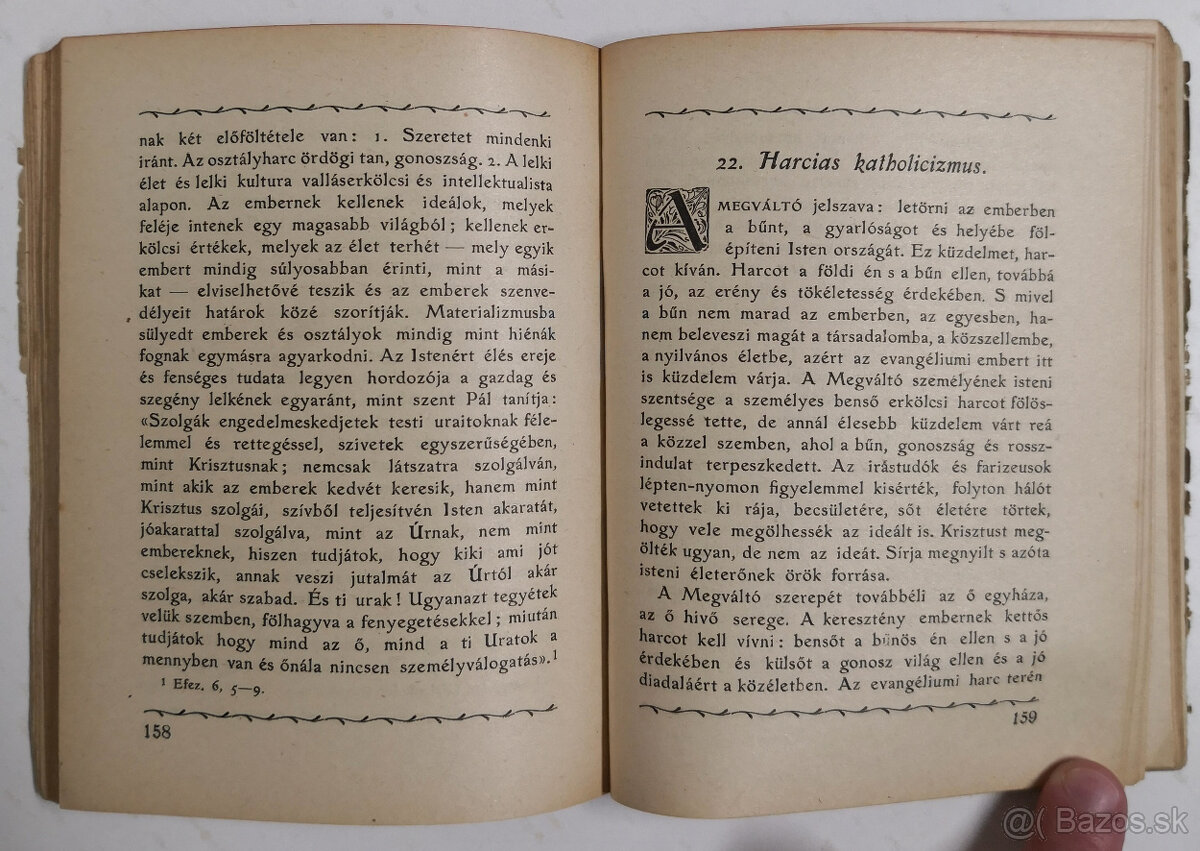 nak két előföltétele van: 1. Szeretet mindenki
iránt. Az osztályharc ördögi tan, gonoszság. 2. A lelki
élet és lelki kultura valláserkölcsi és intellektualista
alapon. Az embernek kellenek ideálok, melyek
feléje intenek egy magasabb világból; kellenek er-
kölcsi értékek, melyek az élet terhét — mely egyik
embert mindig súlyosabban érinti, mint a mási-
kat — elviselhetővé teszik és az emberek szenve-
délyeit határok közé szorítják. Materializmusba
sülyedt emberek és osztályok mindig mint hiénák
fognak egymásra agyarkodni. Az Istenért élés ereje
és fenséges tudata legyen hordozója a gazdag és
szegény lelkének egyaránt, mint szent Pál tanítja:
«Szolgák engedelmeskedjetek testi uraitoknak féle-
lemmel és rettegéssel, szívetek egyszerűségében,
mint Krisztusnak; nemcsak látszatra szolgálván,
mint akik az emberek kedvét keresik, hanem mint
Krisztus szolgái, szívből teljesítvén Isten akaratát,
jóakarattal szolgálva, mint az Úrnak, nem mint
embereknek, hiszen tudjátok, hogy kiki ami jót
cselekszik, annak veszi jutalmát az Úrtól akár
szolga, akár szabad. És ti urak! Ugyanazt tegyétek
velük szemben, fölhagyva a fenyegetésekkel; miután
tudjátok hogy mind az ő, mind a ti Uratok a
mennyben van és őnála nincsen személyválogatás».¹
¹ Efez. 6, 5—9.
158
22. Harcias katholicizmus.
A MEGVÁLTÓ jelszava: letörni az emberben
a bűnt, a gyarlóságot és helyébe föl-
építeni Isten országát. Ez küzdelmet, har-
cot kíván. Harcot a földi én s a bűn ellen, továbbá
a jó, az erény és tökéletesség érdekében. S mivel
a bűn nem marad az emberben, az egyesben, ha-
nem beleveszi magát a társadalomba, a közszellembe,
a nyilvános életbe, azért az evangéliumi embert itt
is küzdelem várja. A Megváltó személyének isteni
szentsége a személyes benső erkölcsi harcot fölös-
legessé tette, de annál élesebb küzdelem várt reá
a közzel szemben, ahol a bűn, gonoszság és rossz-
indulat terpeszkedett. Az irástudók és farizeusok
lépten-nyomon figyelemmel kisérték, folyton hálót
vetettek ki rája, becsületére, sőt életére törtek,
hogy vele megölhessék az ideált is. Krisztust meg-
ölték ugyan, de nem az ideát. Sírja megnyilt s azóta
isteni életerőnek örök forrása.
A Megváltó szerepét továbbéli az ő egyháza,
az ő hivő serege. A keresztény embernek kettős
harcot kell vívni: bensőt a bűnös én ellen s a jó
érdekében és külsőt a gonosz világ ellen és a jó
diadaláért a közéletben. Az evangéliumi harc terén
159
@( Bazos.sk